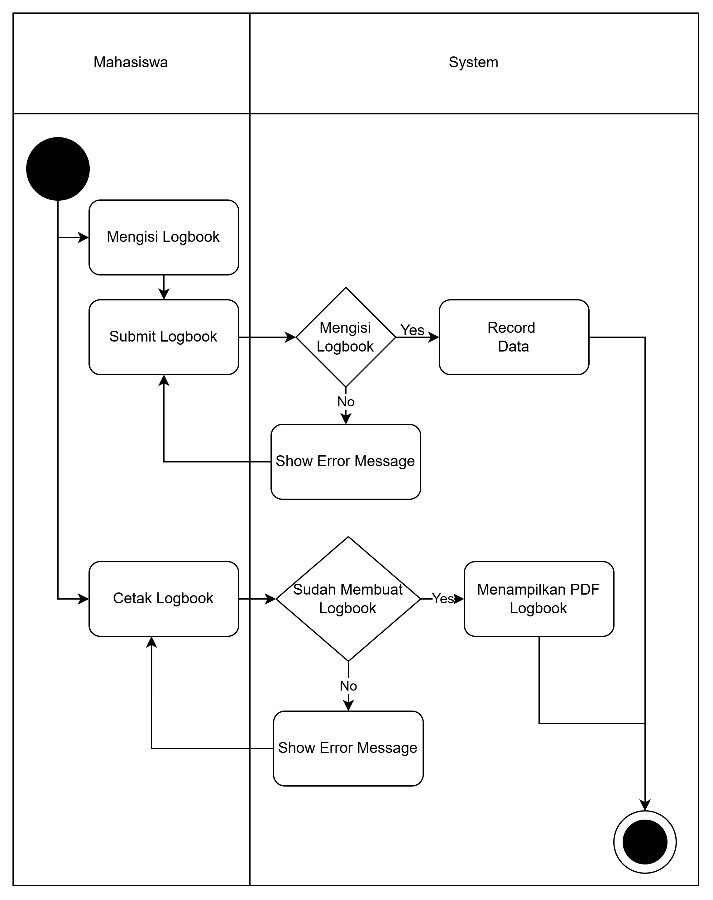 Mahasiswa
System
Mengisi Logbook
Submit Logbook
Mengisi
Logbook
Yes
Record
Data
No
Show Error Message
Cetak Logbook
Sudah Membuat
Logbook
Yes
Menampilkan PDF
Logbook
No
Show Error Message